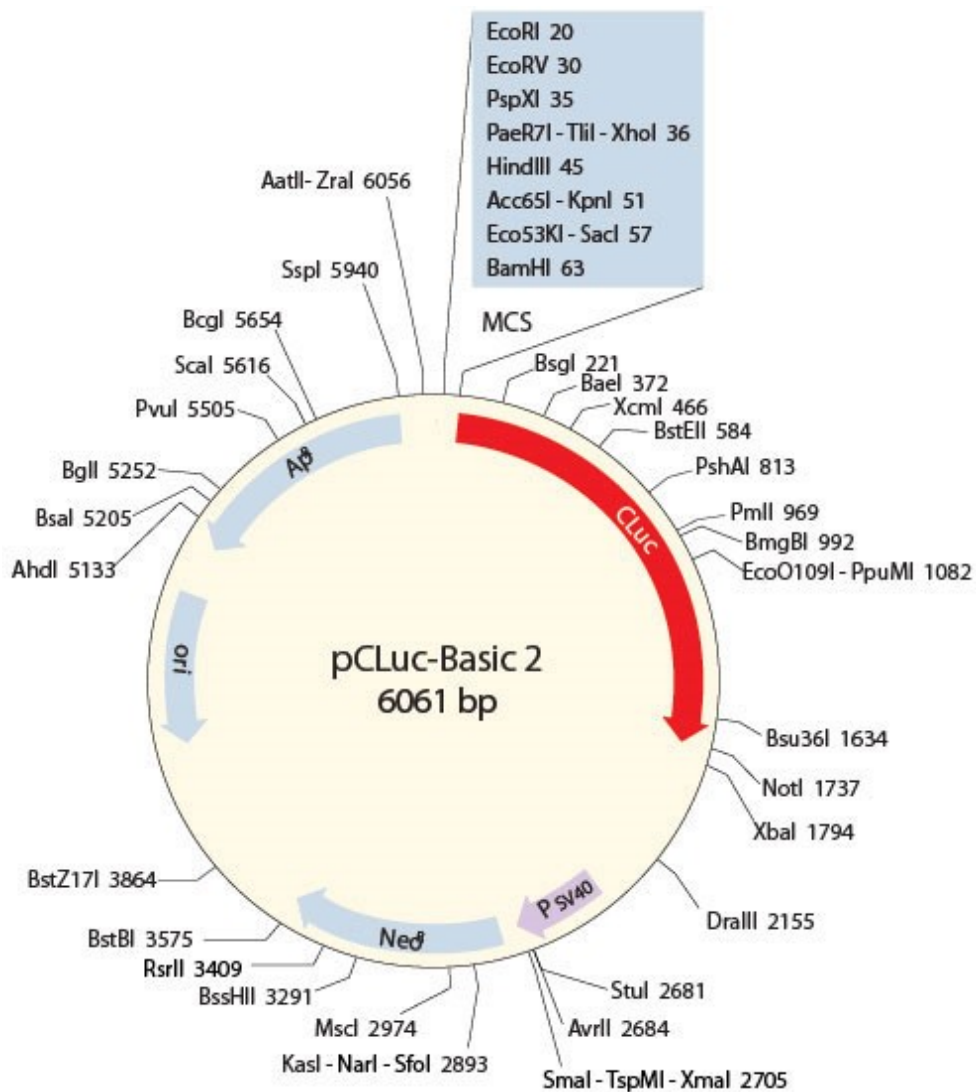 EcoRI 20
EcoRV 30
PspXI 35
PaeR7I - TliI - XhoI 36
HindIII 45
Acc65I - KpnI 51
Eco53KI - SacI 57
BamHI 63
MCS
BsgI 221
BaeI 372
XcmI 466
BstEII 584
PshAI 813
PmlI 969
BmgBI 992
EcoO109I - PpuMI 1082
Bsu36I 1634
NotI 1737
XbaI 1794
DraIII 2155
StuI 2681
AvrII 2684
SmaI - TspMI - XmaI 2705
KasI - NarI - SfoI 2893
MscI 2974
BssHII 3291
RsrII 3409
BstBI 3575
BstZ17I 3864
AhdI 5133
BsaI 5205
BglI 5252
PvuI 5505
ScaI 5616
BcgI 5654
SspI 5940
AatII- ZraI 6056
CLuc
P SV40
Neo R
ori
Ap R
pCLuc-Basic 2
6061 bp